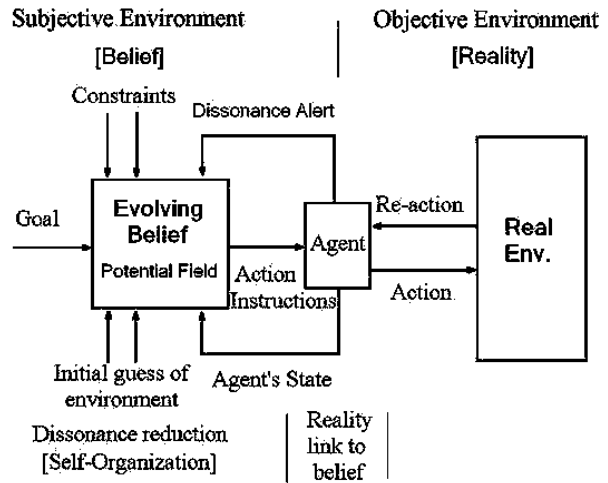 Subjective Environment
Objective Environment
[Belief]
[Reality]
Constraints
Dissonance Alert
Goal
Evolving
Belief
Potential Field
Agent
Re-action
Real
Env.
Action
Instructions
Action
Initial guess of
environment
Agent's State
Dissonance reduction
[Self-Organization]
Reality
link to
belief